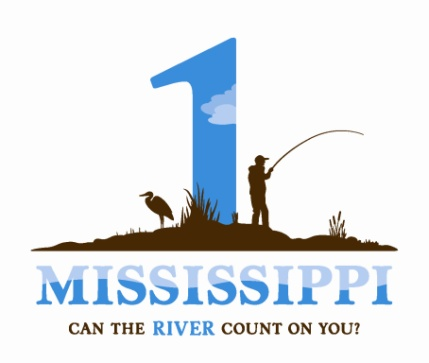 1
MISSISSIPPI
CAN THE RIVER COUNT ON YOU?